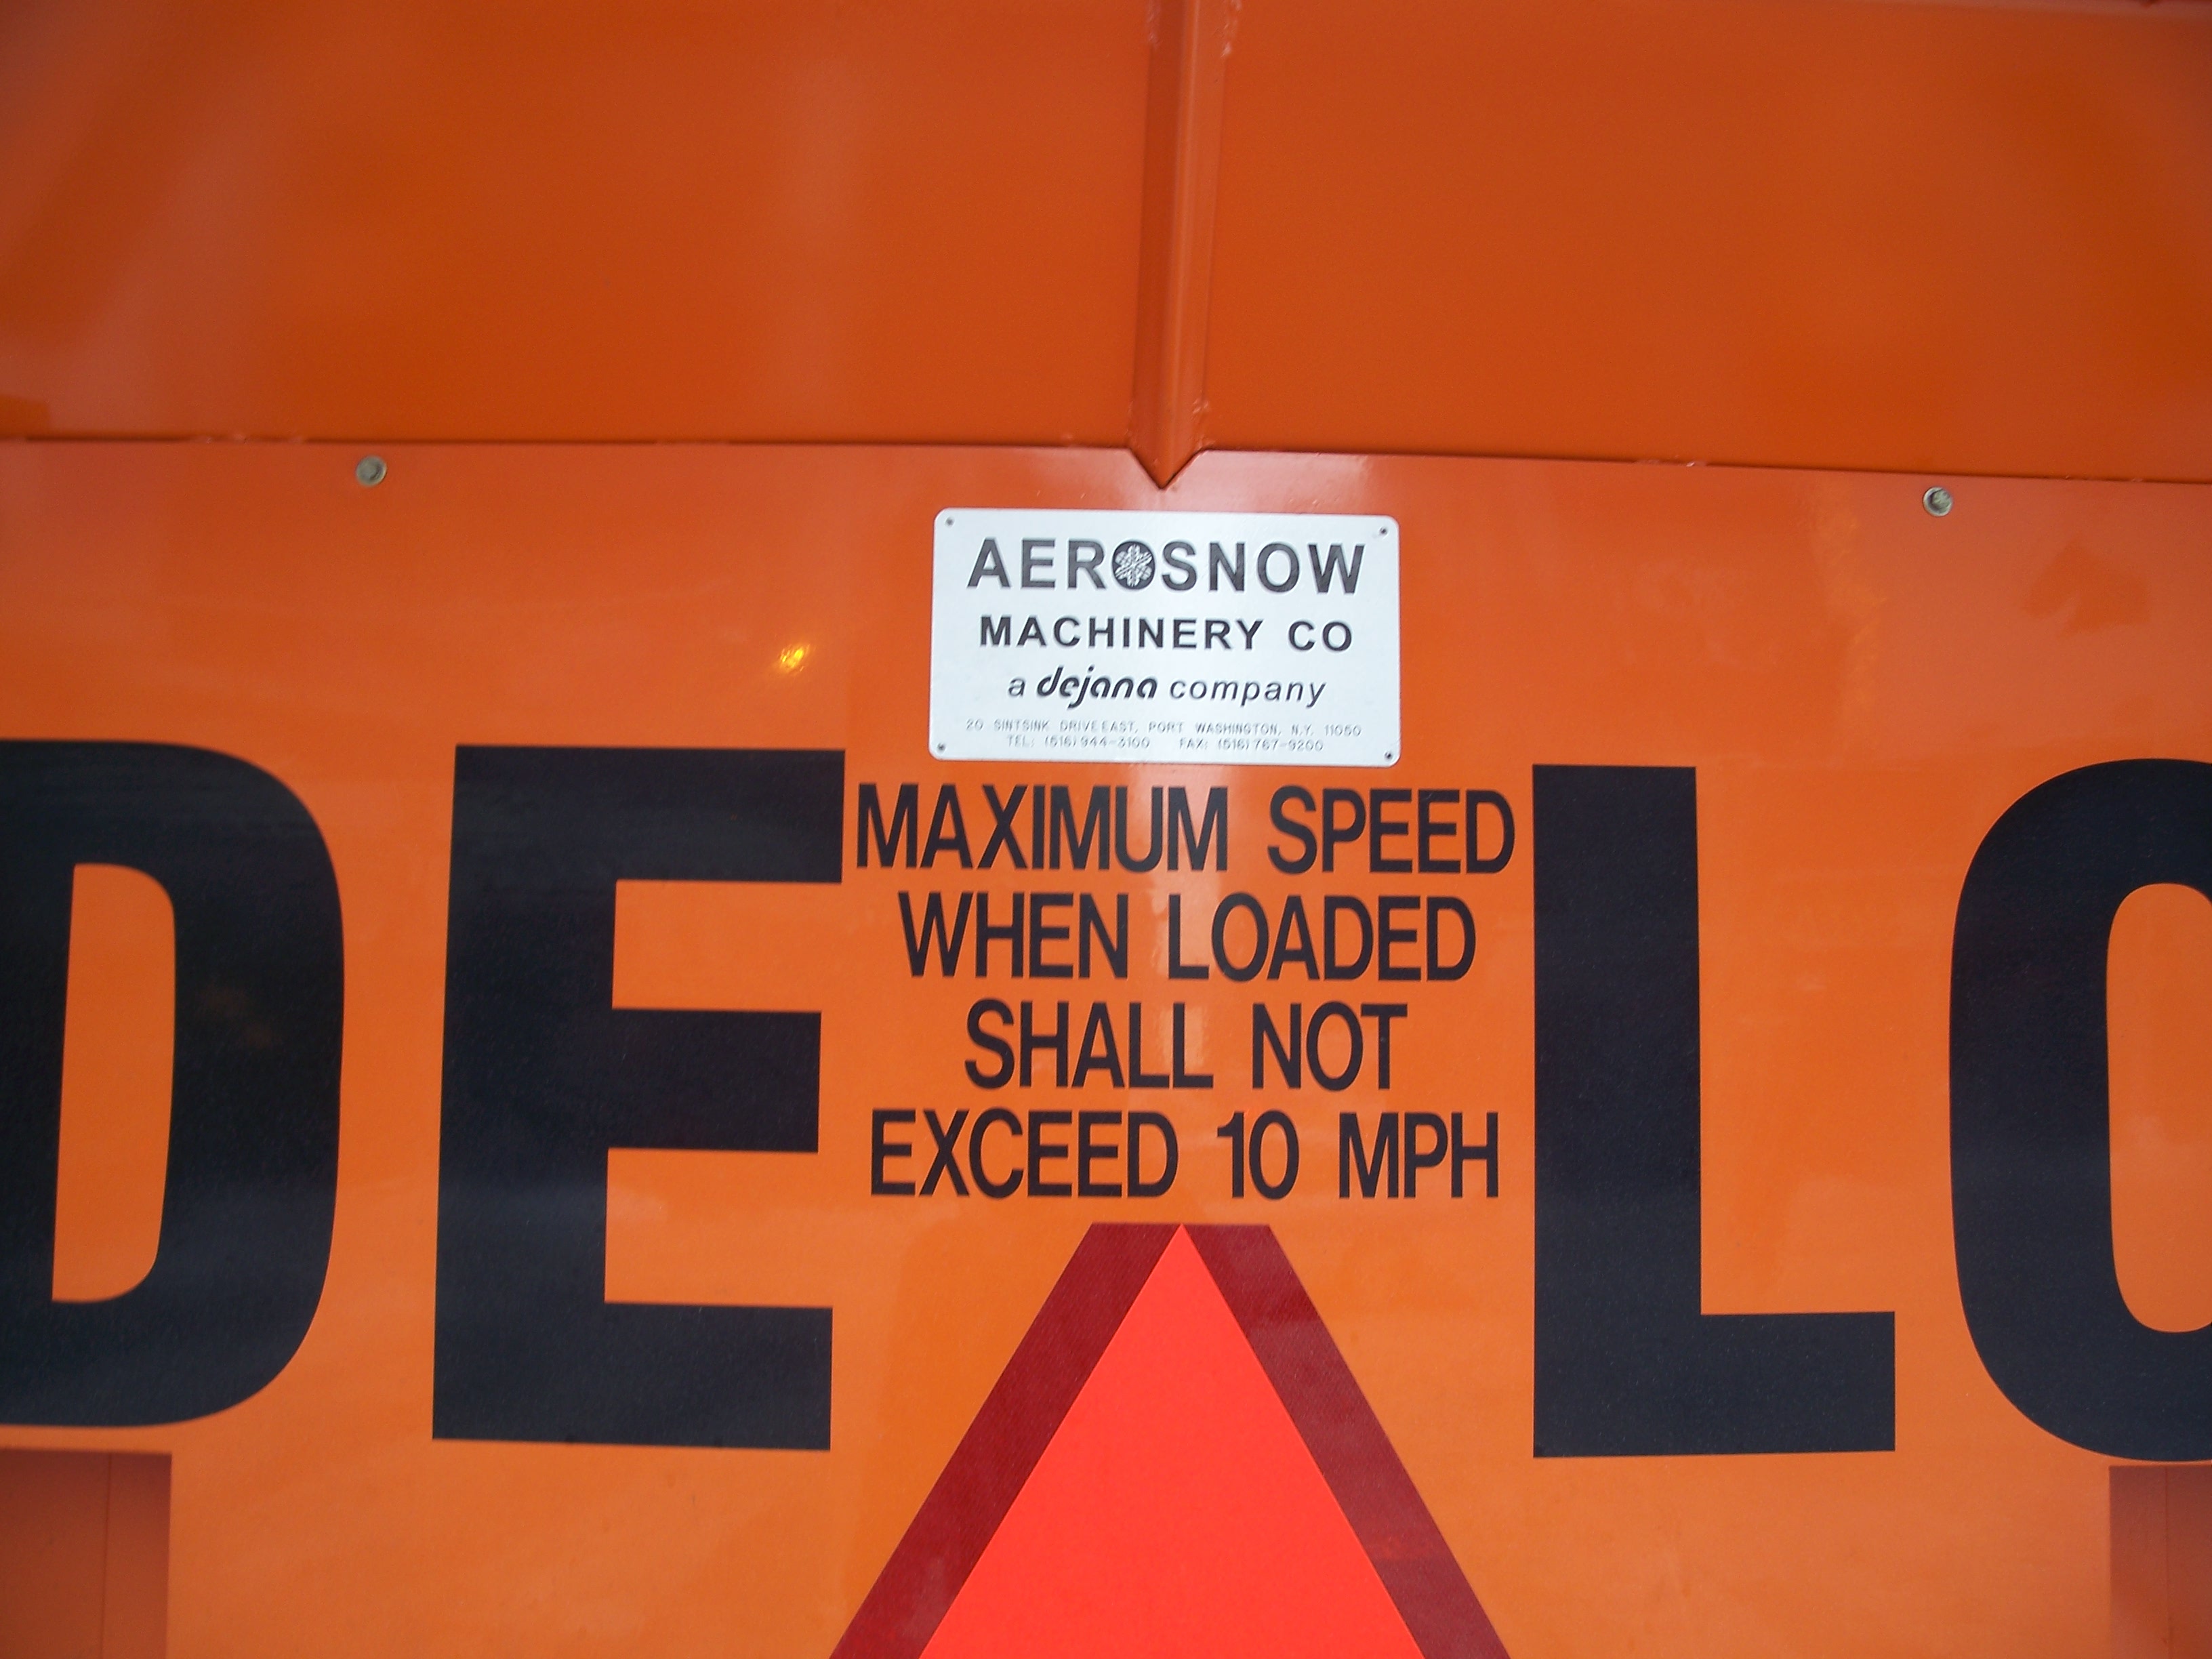 AEROSNOW
MACHINERY CO
a dejana company
20 SINTSINK DRIVE EAST, PORT WASHINGTON, N.Y. 11050
TEL: (516) 944-3100 FAX: (516) 767-9200
DE LO
MAXIMUM SPEED
WHEN LOADED
SHALL NOT
EXCEED 10 MPH